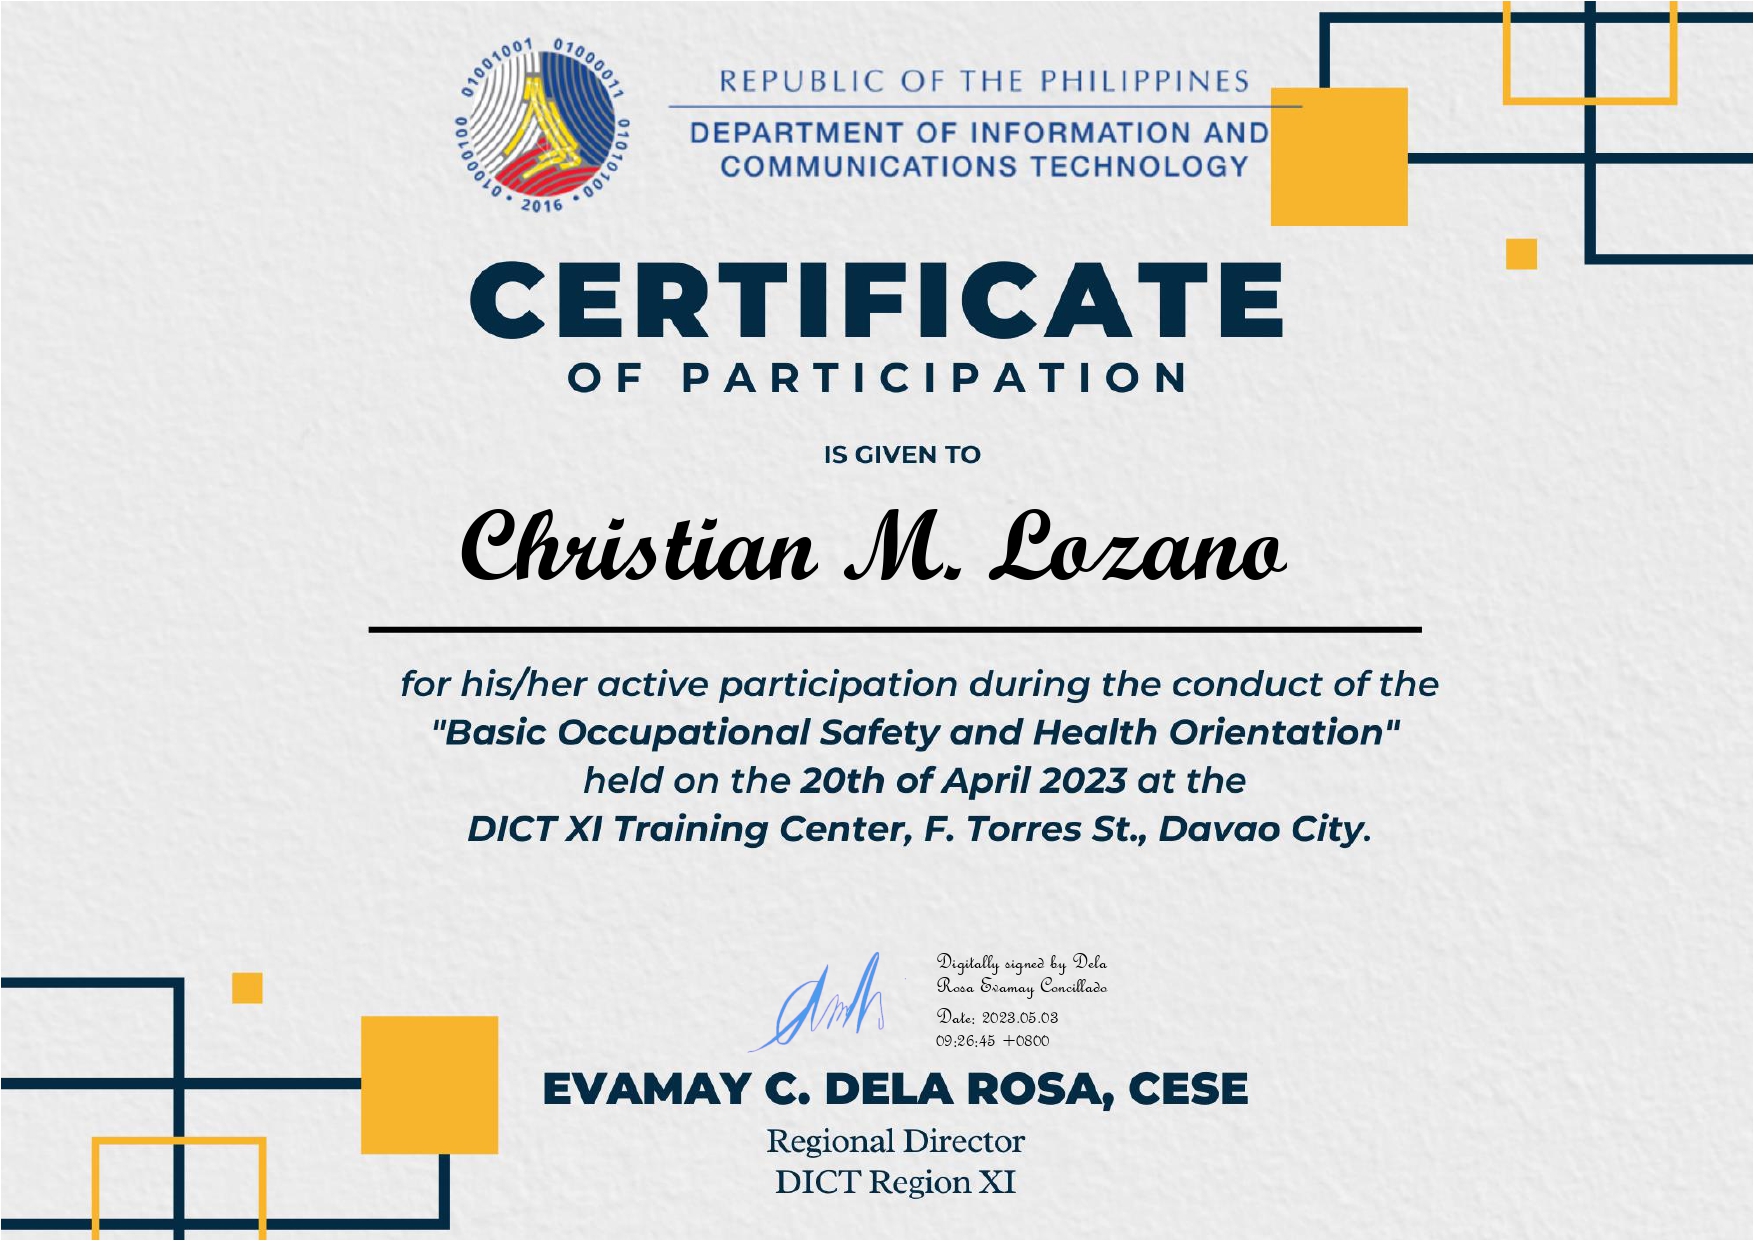 01001001 01000011 01010100 00100010 01000100 • 2016 •
REPUBLIC OF THE PHILIPPINES
DEPARTMENT OF INFORMATION AND
COMMUNICATIONS TECHNOLOGY
CERTIFICATE
OF PARTICIPATION
IS GIVEN TO
Christian M. Lozano
for his/her active participation during the conduct of the
"Basic Occupational Safety and Health Orientation"
held on the 20th of April 2023 at the
DICT XI Training Center, F. Torres St., Davao City.
Digitally signed by Dela
Rosa Evamay Concillado
Date: 2023.05.03
09:26:45 +0800
EVAMAY C. DELA ROSA, CESE
Regional Director
DICT Region XI